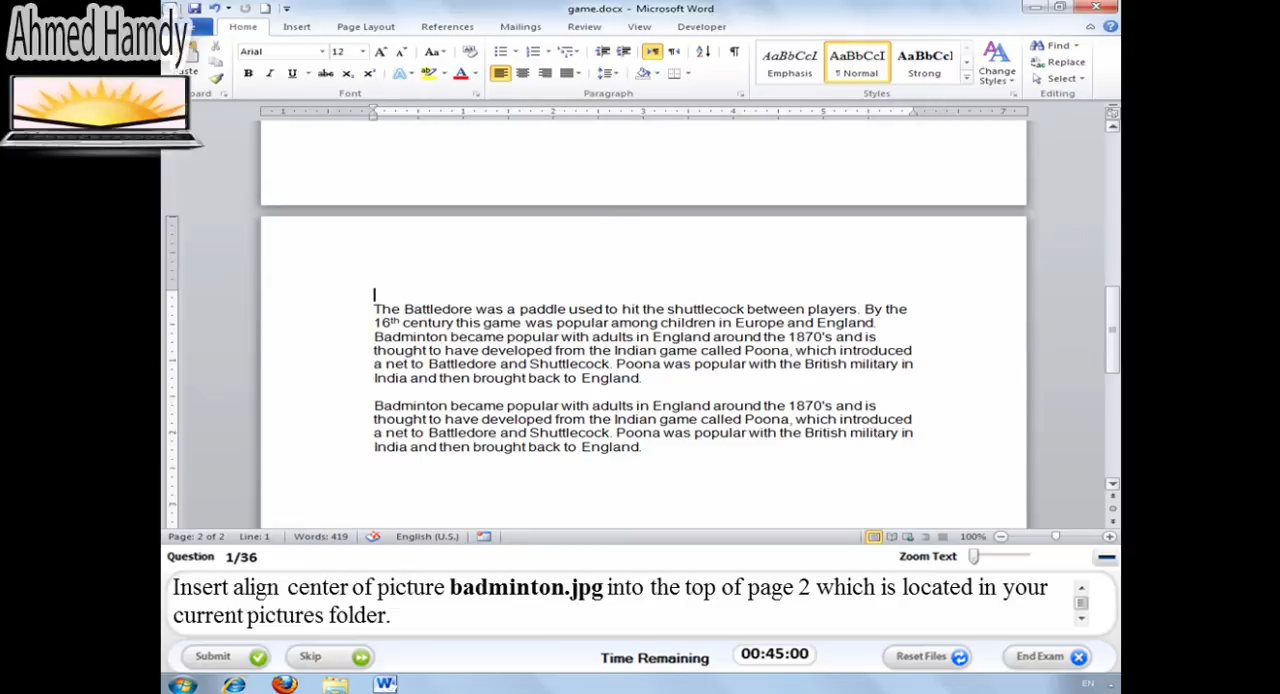 game.docx - Microsoft Word
Ahmed Hamdy
Home Insert Page Layout References Mailings Review View Developer
Arial 12 Aa
AaBbCcI AaBbCcI AaBbCcl
Emphasis ¶ Normal Strong
Change Styles
Find
Replace
Select
Font Paragraph Styles Editing
1 1 2 3 4 5 7
The Battledore was a paddle used to hit the shuttlecock between players. By the
16th century this game was popular among children in Europe and England.
Badminton became popular with adults in England around the 1870's and is
thought to have developed from the Indian game called Poona, which introduced
a net to Battledore and Shuttlecock. Poona was popular with the British military in
India and then brought back to England.
Badminton became popular with adults in England around the 1870's and is
thought to have developed from the Indian game called Poona, which introduced
a net to Battledore and Shuttlecock. Poona was popular with the British military in
India and then brought back to England.
Page: 2 of 2 Line: 1 Words: 419 English (U.S.) 100%
Question 1/36 Zoom Text
Insert align center of picture badminton.jpg into the top of page 2 which is located in your
current pictures folder.
Submit Skip Time Remaining 00:45:00 Reset Files End Exam
EN